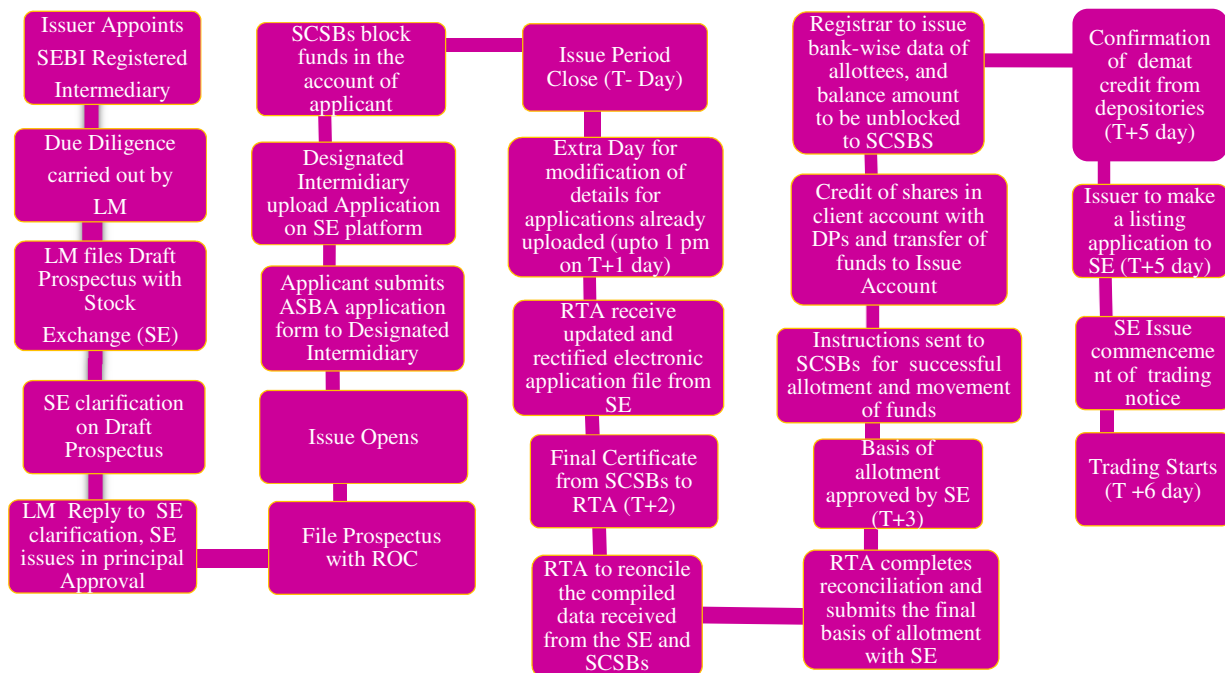 Issuer Appoints
SEBI Registered
Intermediary
Due Diligence
carried out by
LM
LM files Draft
Prospectus with
Stock
Exchange (SE)
SE clarification
on Draft
Prospectus
LM Reply to SE
clarification, SE
issues in principal
Approval
File Prospectus
with ROC
Issue Opens
Applicant submits
ASBA application
form to Designated
Intermidiary
Designated
Intermidiary
upload Application
on SE platform
SCSBs block
funds in the
account of
applicant
Issue Period
Close (T- Day)
Extra Day for
modification of
details for
applications already
uploaded (upto 1 pm
on T+1 day)
RTA receive
updated and
rectified electronic
application file from
SE
Final Certificate
from SCSBs to
RTA (T+2)
RTA to reconcile
the compiled
data received
from the SE and
SCSBs
RTA completes
reconciliation and
submits the final
basis of allotment
with SE
Basis of
allotment
approved by SE
(T+3)
Instructions sent to
SCSBs for successful
allotment and movement
of funds
Credit of shares in
client account with
DPs and transfer of
funds to Issue
Account
Registrar to issue
bank-wise data of
allottees, and
balance amount
to be unblocked
to SCSBS
Confirmation
of demat
credit from
depositories
(T+5 day)
Issuer to make
a listing
application to
SE (T+5 day)
SE Issue
commenceme
nt of trading
notice
Trading Starts
(T +6 day)